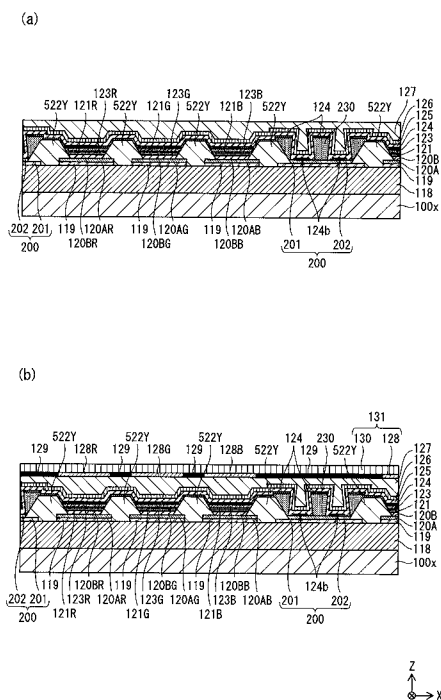 (a)
123R 123G 123B
522Y 121R 522Y 121G 522Y 121B 522Y 124 230 522Y
127
126
125
124
123
121
120B
120A
119
118
100x
202 201 119 120AR 119 120AG 119 120AB 201 202
200 120BR 120BG 120BB 124b 200
(b)
131
522Y 522Y 522Y
129 128R 129 128G 129 128B 522Y 124 129 230 522Y 130 128
127
126
125
124
123
121
120B
120A
119
118
100x
202 201 119 120BR 119 120BG 119 120BB 201 202
200 123R 120AR 123G 120AG 123B 120AB 124b 200
121R 121G 121B
Z
X